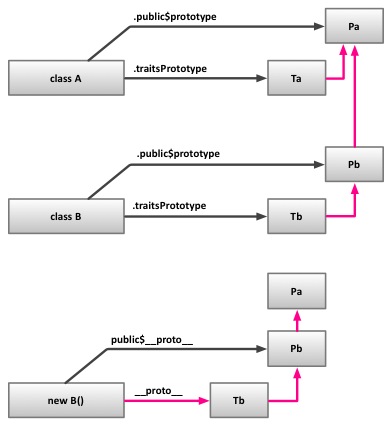 .public$prototype
Pa
class A
.traitsPrototype
Ta
.public$prototype
Pb
class B
.traitsPrototype
Tb
Pa
public$__proto__
Pb
new B()
__proto__
Tb